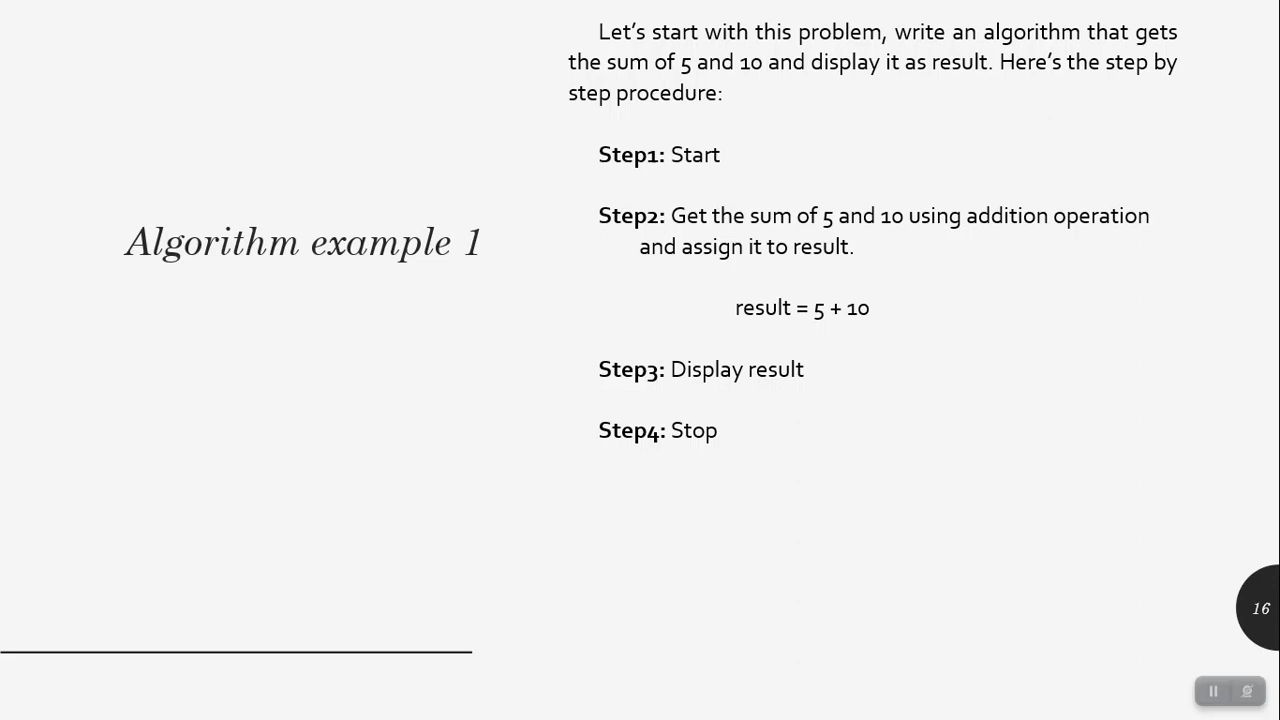 Algorithm example 1
Let’s start with this problem, write an algorithm that gets
the sum of 5 and 10 and display it as result. Here’s the step by
step procedure:
Step1: Start
Step2: Get the sum of 5 and 10 using addition operation
and assign it to result.
result = 5 + 10
Step3: Display result
Step4: Stop
16